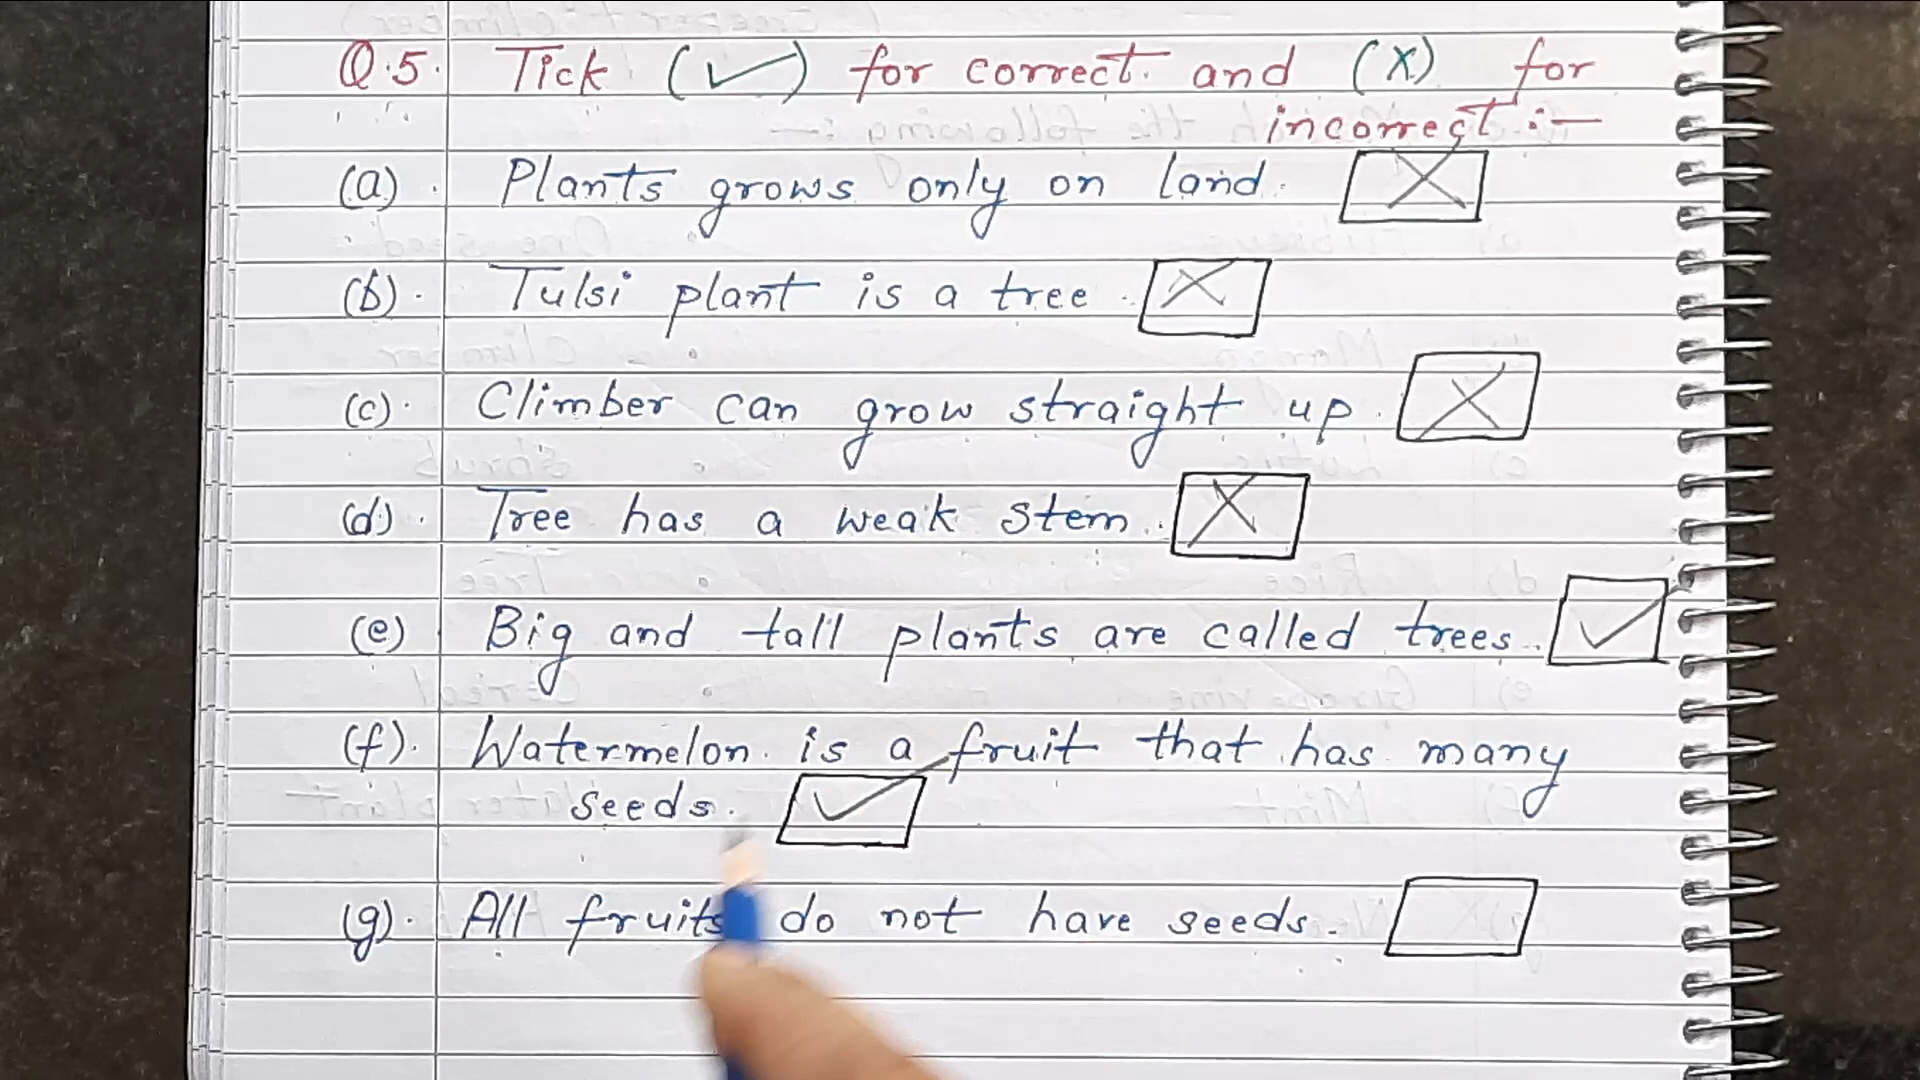 Q.5. Tick (✓) for correct. and (X) for
incorrect :-
(a). Plants grows only on land. X
(b). Tulsi plant is a tree. X
(c). Climber can grow straight up. X
(d). Tree has a weak stem. X
(e) Big and tall plants are called trees. ✓
(f). Watermelon is a fruit that has many
seeds. ✓
(g). All fruits do not have seeds.